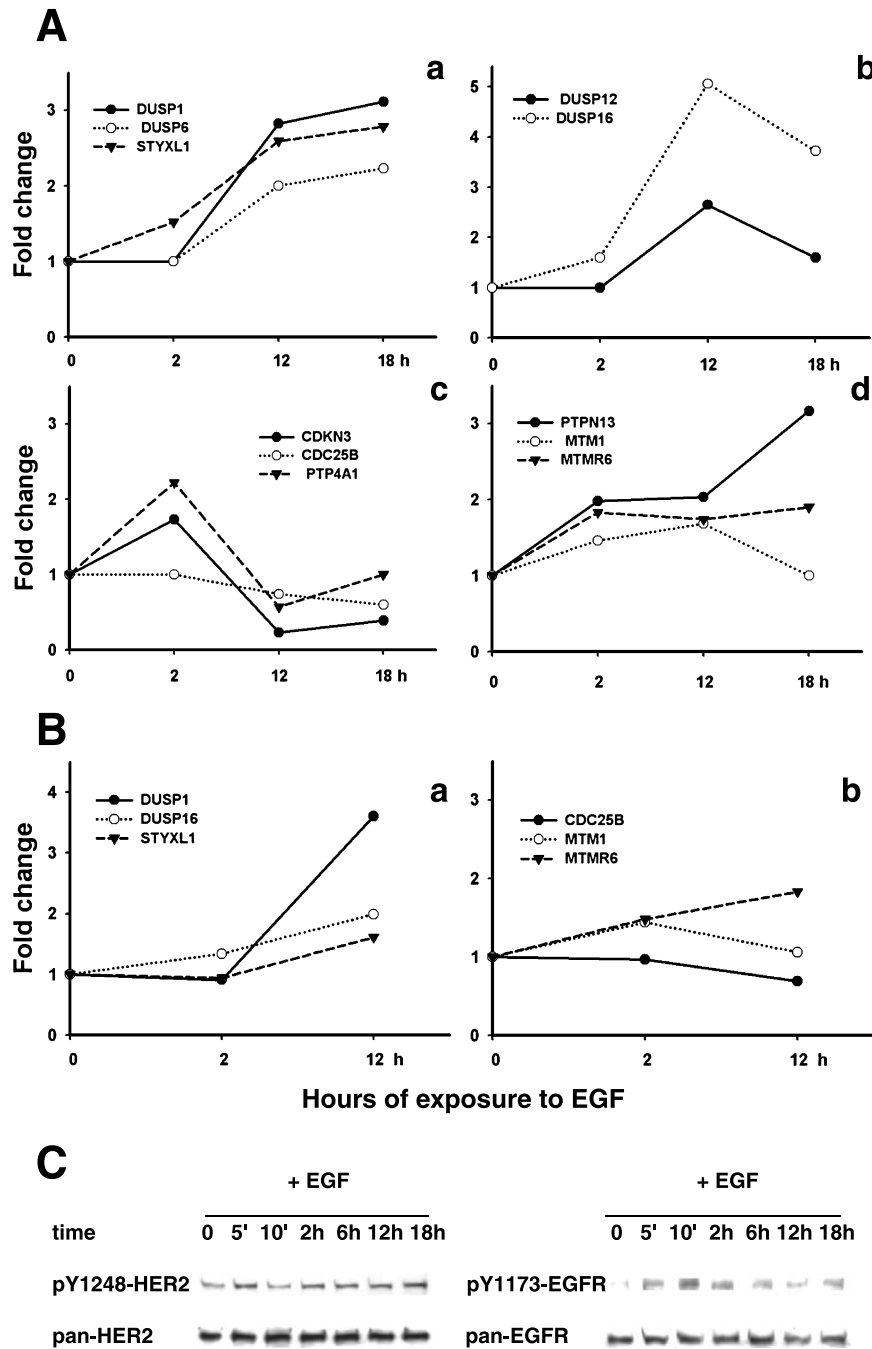 A
a
3
2
1
0
Fold change
DUSP1
DUSP6
STYXL1
0 2 12 18 h
b
5
4
3
2
1
0
DUSP12
DUSP16
0 2 12 18 h
c
3
2
1
0
Fold change
CDKN3
CDC25B
PTP4A1
0 2 12 18 h
d
3
2
1
0
PTPN13
MTM1
MTMR6
0 2 12 18 h
B
a
4
3
2
1
0
Fold change
DUSP1
DUSP16
STYXL1
0 2 12 h
b
3
2
1
0
CDC25B
MTM1
MTMR6
0 2 12 h
Hours of exposure to EGF
C
+ EGF
time 0 5' 10' 2h 6h 12h 18h
pY1248-HER2
pan-HER2
+ EGF
0 5' 10' 2h 6h 12h 18h
pY1173-EGFR
pan-EGFR